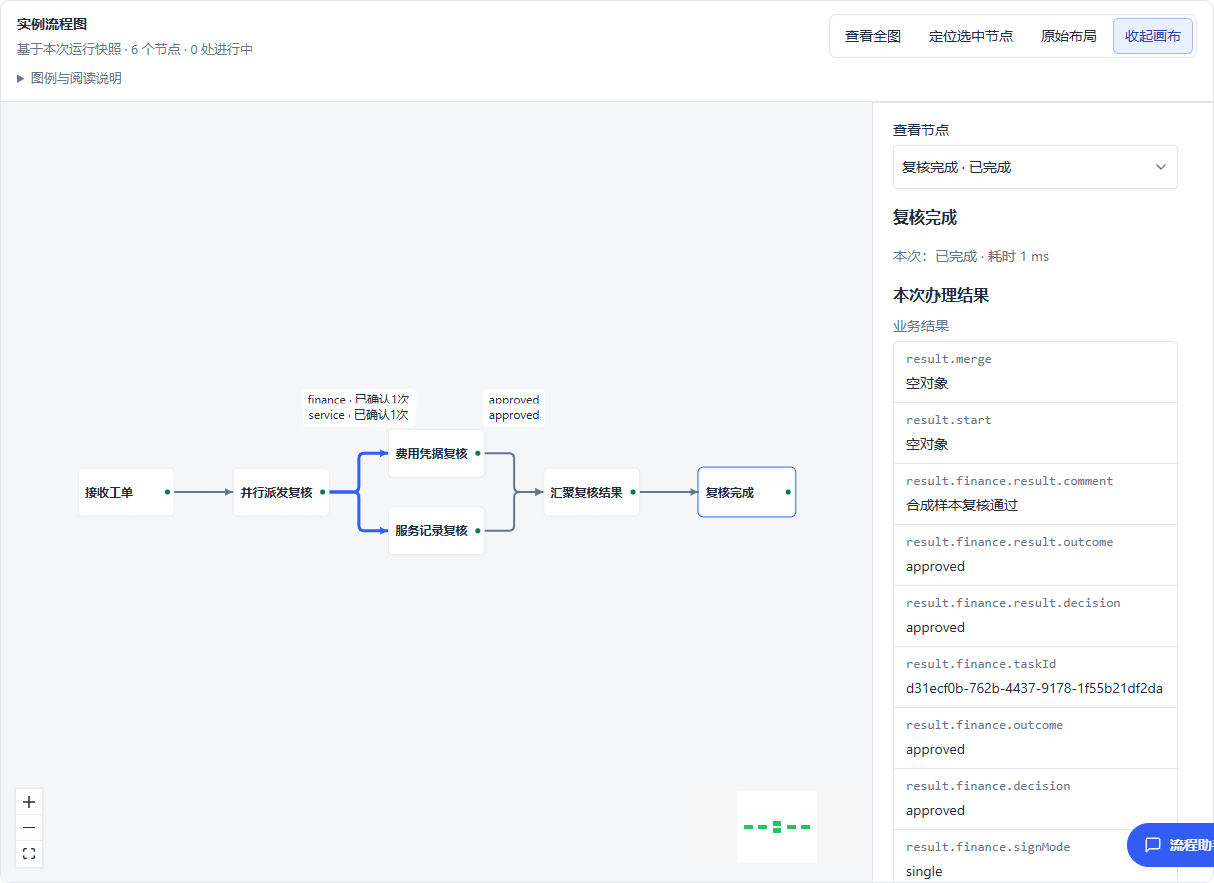 实例流程图
基于本次运行快照 · 6 个节点 · 0 处进行中
图例与阅读说明
查看全图
定位选中节点
原始布局
收起画布
finance · 已确认1次
service · 已确认1次
approved
approved
接收工单
并行派发复核
费用凭据复核
服务记录复核
汇聚复核结果
复核完成
查看节点
复核完成 · 已完成
复核完成
本次：已完成 · 耗时 1 ms
本次办理结果
业务结果
result.merge
空对象
result.start
空对象
result.finance.result.comment
合成样本复核通过
result.finance.result.outcome
approved
result.finance.result.decision
approved
result.finance.taskId
d31ecf0b-762b-4437-9178-1f55b21df2da
result.finance.outcome
approved
result.finance.decision
approved
result.finance.signMode
single
流程助